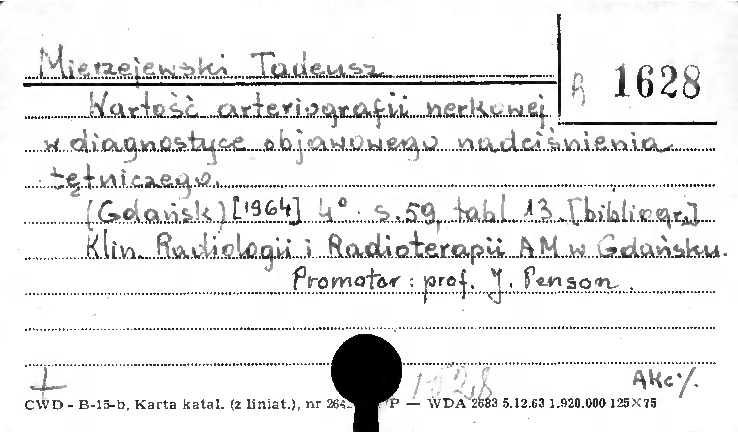 Mierzejewski Tadeusz
A 1628
Wartość arteriografii nerkowej
w diagnostyce objawowego nadciśnienia
tętniczego.
(Gdańsk) [1964] 4° s. 59, tabl 13. [bibliogr.]
Klin. Radiologii i Radioterapii AM w Gdańsku.
Promotor: prof. J. Penson.
1628 Akc /.
CWD - B-15-b, Karta katal. (z liniat.), nr P — WDA 2683 5.12.63 1.920.000 125×75